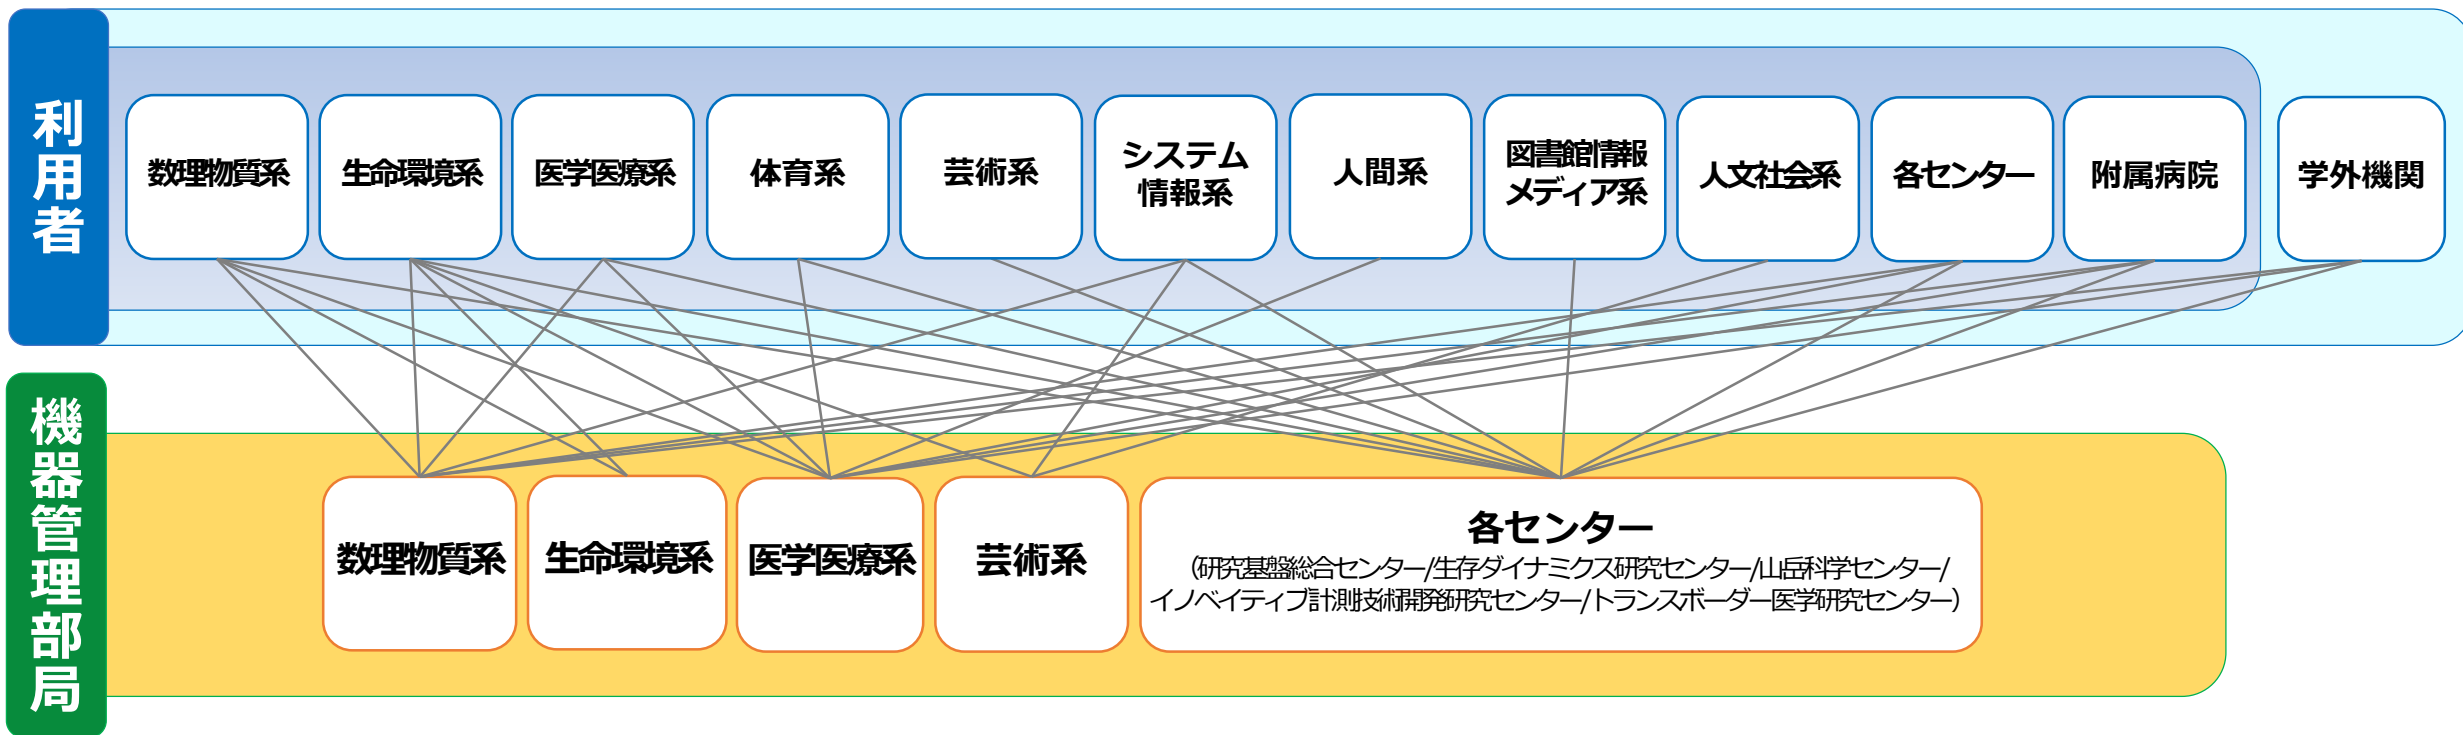 利用者
数理物質系
生命環境系
医学医療系
体育系
芸術系
システム
情報系
人間系
図書館情報
メディア系
人文社会系
各センター
附属病院
学外機関
機器管理部局
数理物質系
生命環境系
医学医療系
芸術系
各センター
（研究基盤総合センター/生存ダイナミクス研究センター/山岳科学センター/
イノベイティブ計測技術開発研究センター/トランスボーダー医学研究センター）